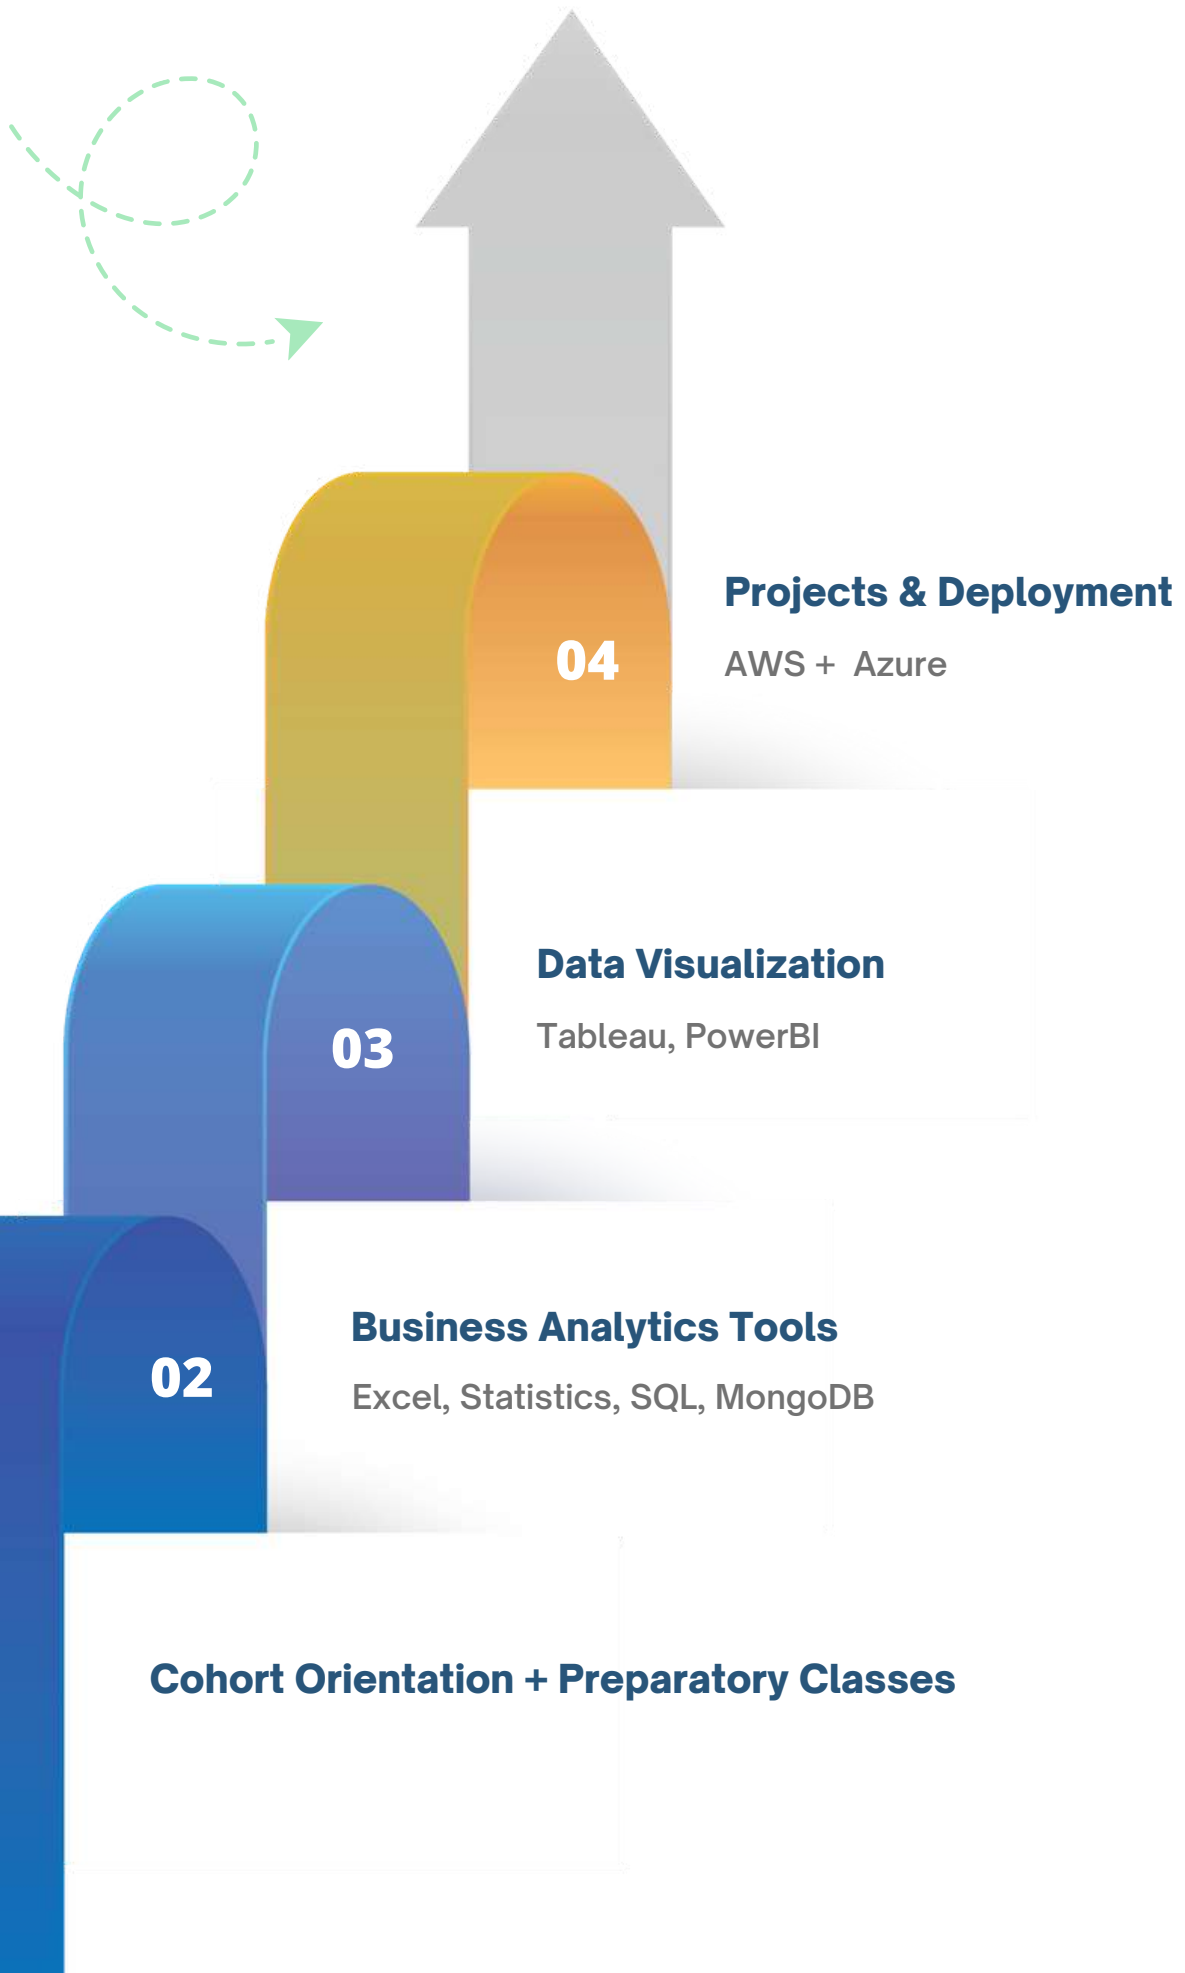 Projects & Deployment
04
AWS + Azure
Data Visualization
03
Tableau, PowerBI
Business Analytics Tools
02
Excel, Statistics, SQL, MongoDB
Cohort Orientation + Preparatory Classes